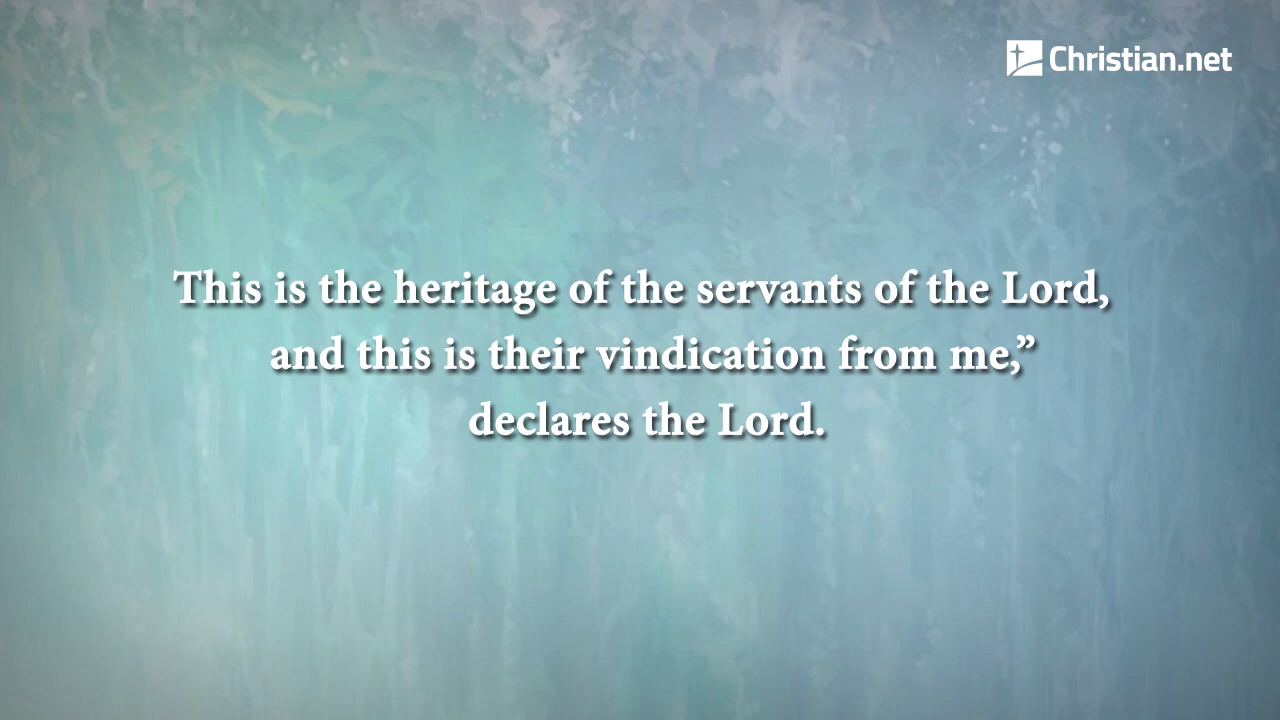 Christian.net
This is the heritage of the servants of the Lord,
and this is their vindication from me,”
declares the Lord.